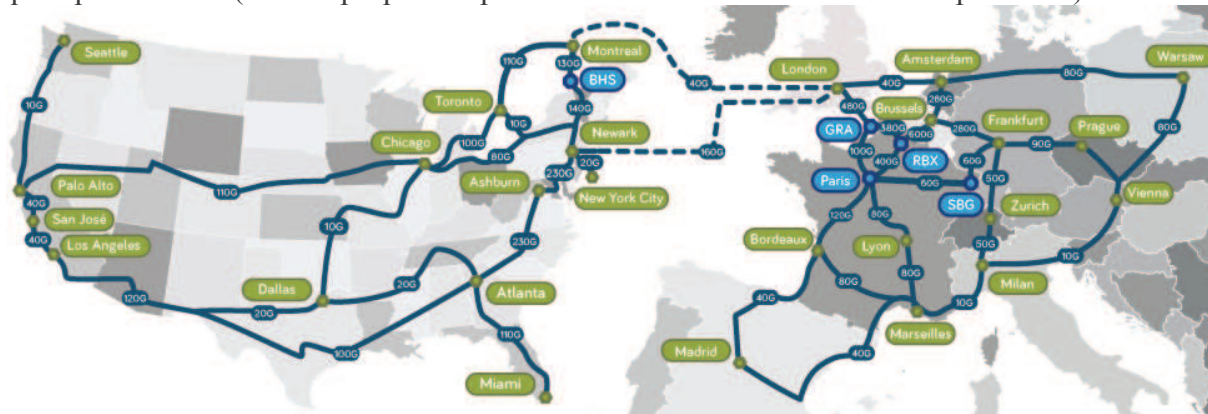 Seattle
Montreal
110G
130G
BHS
40G
10G
Toronto
140G
10G
Chicago
100G
80G
Newark
160G
20G
230G
Palo Alto
110G
Ashburn
New York City
40G
San José
40G
Los Angeles
10G
230G
120G
Dallas
20G
20G
Atlanta
100G
110G
Miami
London
Amsterdam
Warsaw
40G
80G
480G
Brussels
280G
GRA
380G
600G
280G
Frankfurt
Prague
100G
400G
RBX
60G
90G
80G
Paris
60G
SBG
50G
Zurich
Vienna
120G
80G
Bordeaux
Lyon
50G
10G
80G
80G
Milan
40G
10G
Marseilles
Madrid
40G